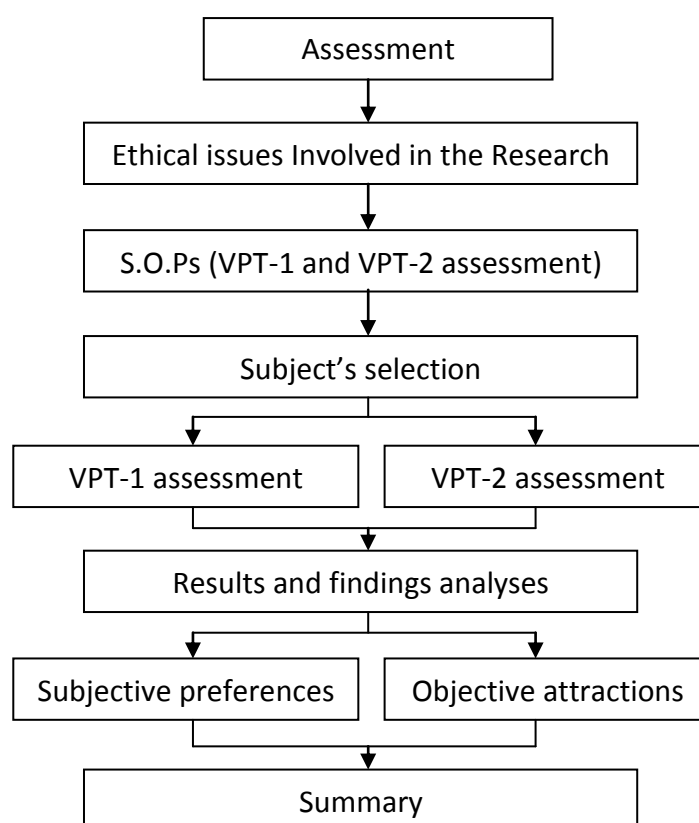 Assessment
Ethical issues Involved in the Research
S.O.Ps (VPT-1 and VPT-2 assessment)
Subject's selection
VPT-1 assessment
VPT-2 assessment
Results and findings analyses
Subjective preferences
Objective attractions
Summary